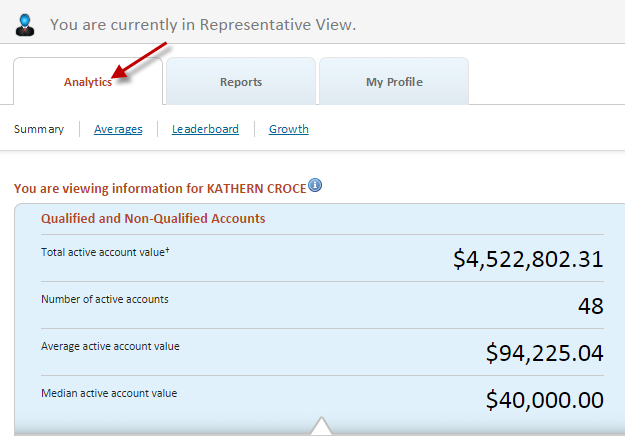 You are currently in Representative View.
Analytics Reports My Profile
Summary Averages Leaderboard Growth
You are viewing information for KATHERN CROCE
Qualified and Non-Qualified Accounts
Total active account value† $4,522,802.31
Number of active accounts 48
Average active account value $94,225.04
Median active account value $40,000.00